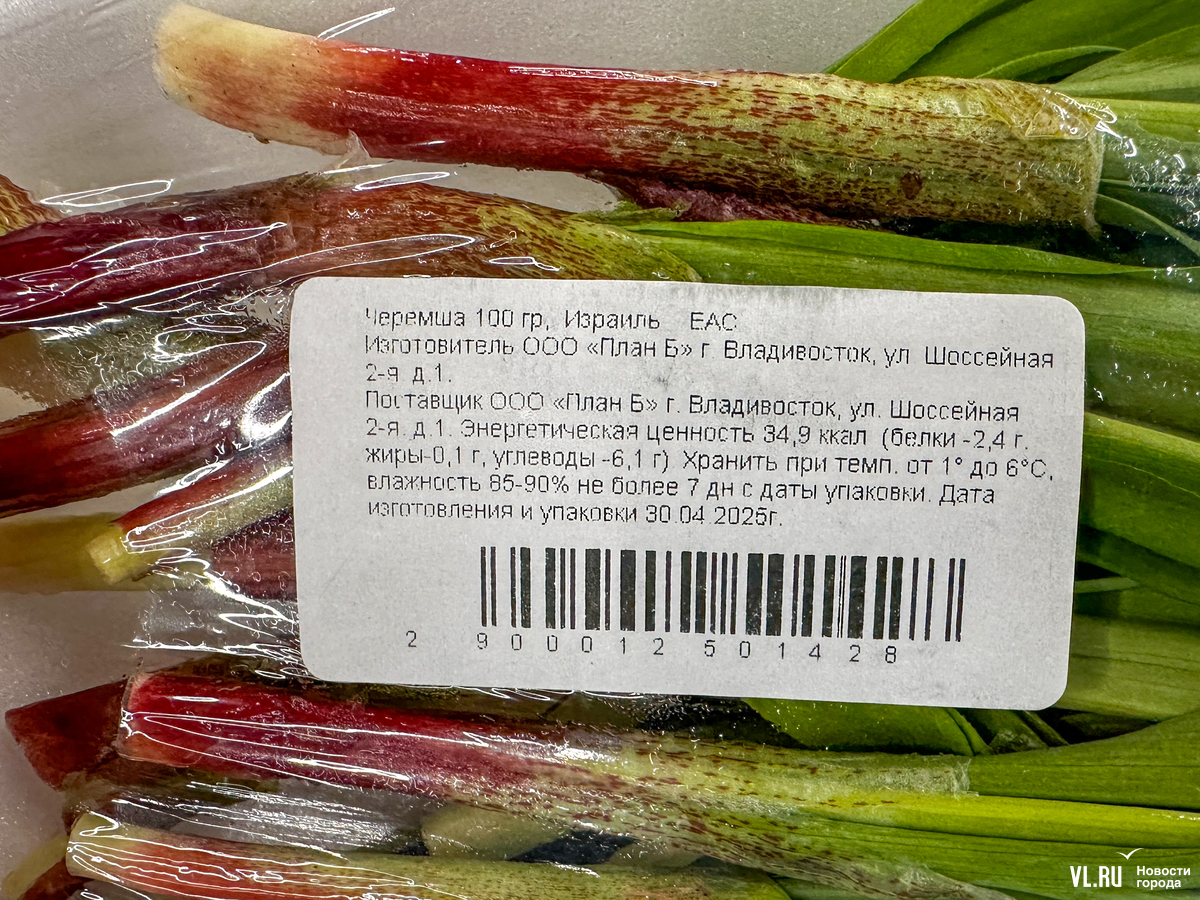 Черемша 100 гр, Израиль EAC
Изготовитель ООО «План Б» г. Владивосток, ул. Шоссейная
2-я. д.1.
Поставщик ООО «План Б» г. Владивосток, ул. Шоссейная
2-я. д.1. Энергетическая ценность 34,9 ккал (белки -2,4 г.
жиры-0,1 г, углеводы -6,1 г) Хранить при темп. от 1° до 6°С,
влажность 85-90% не более 7 дн с даты упаковки. Дата
изготовления и упаковки 30.04.2025г.
2 900012 501428
VL.RU Новости
города